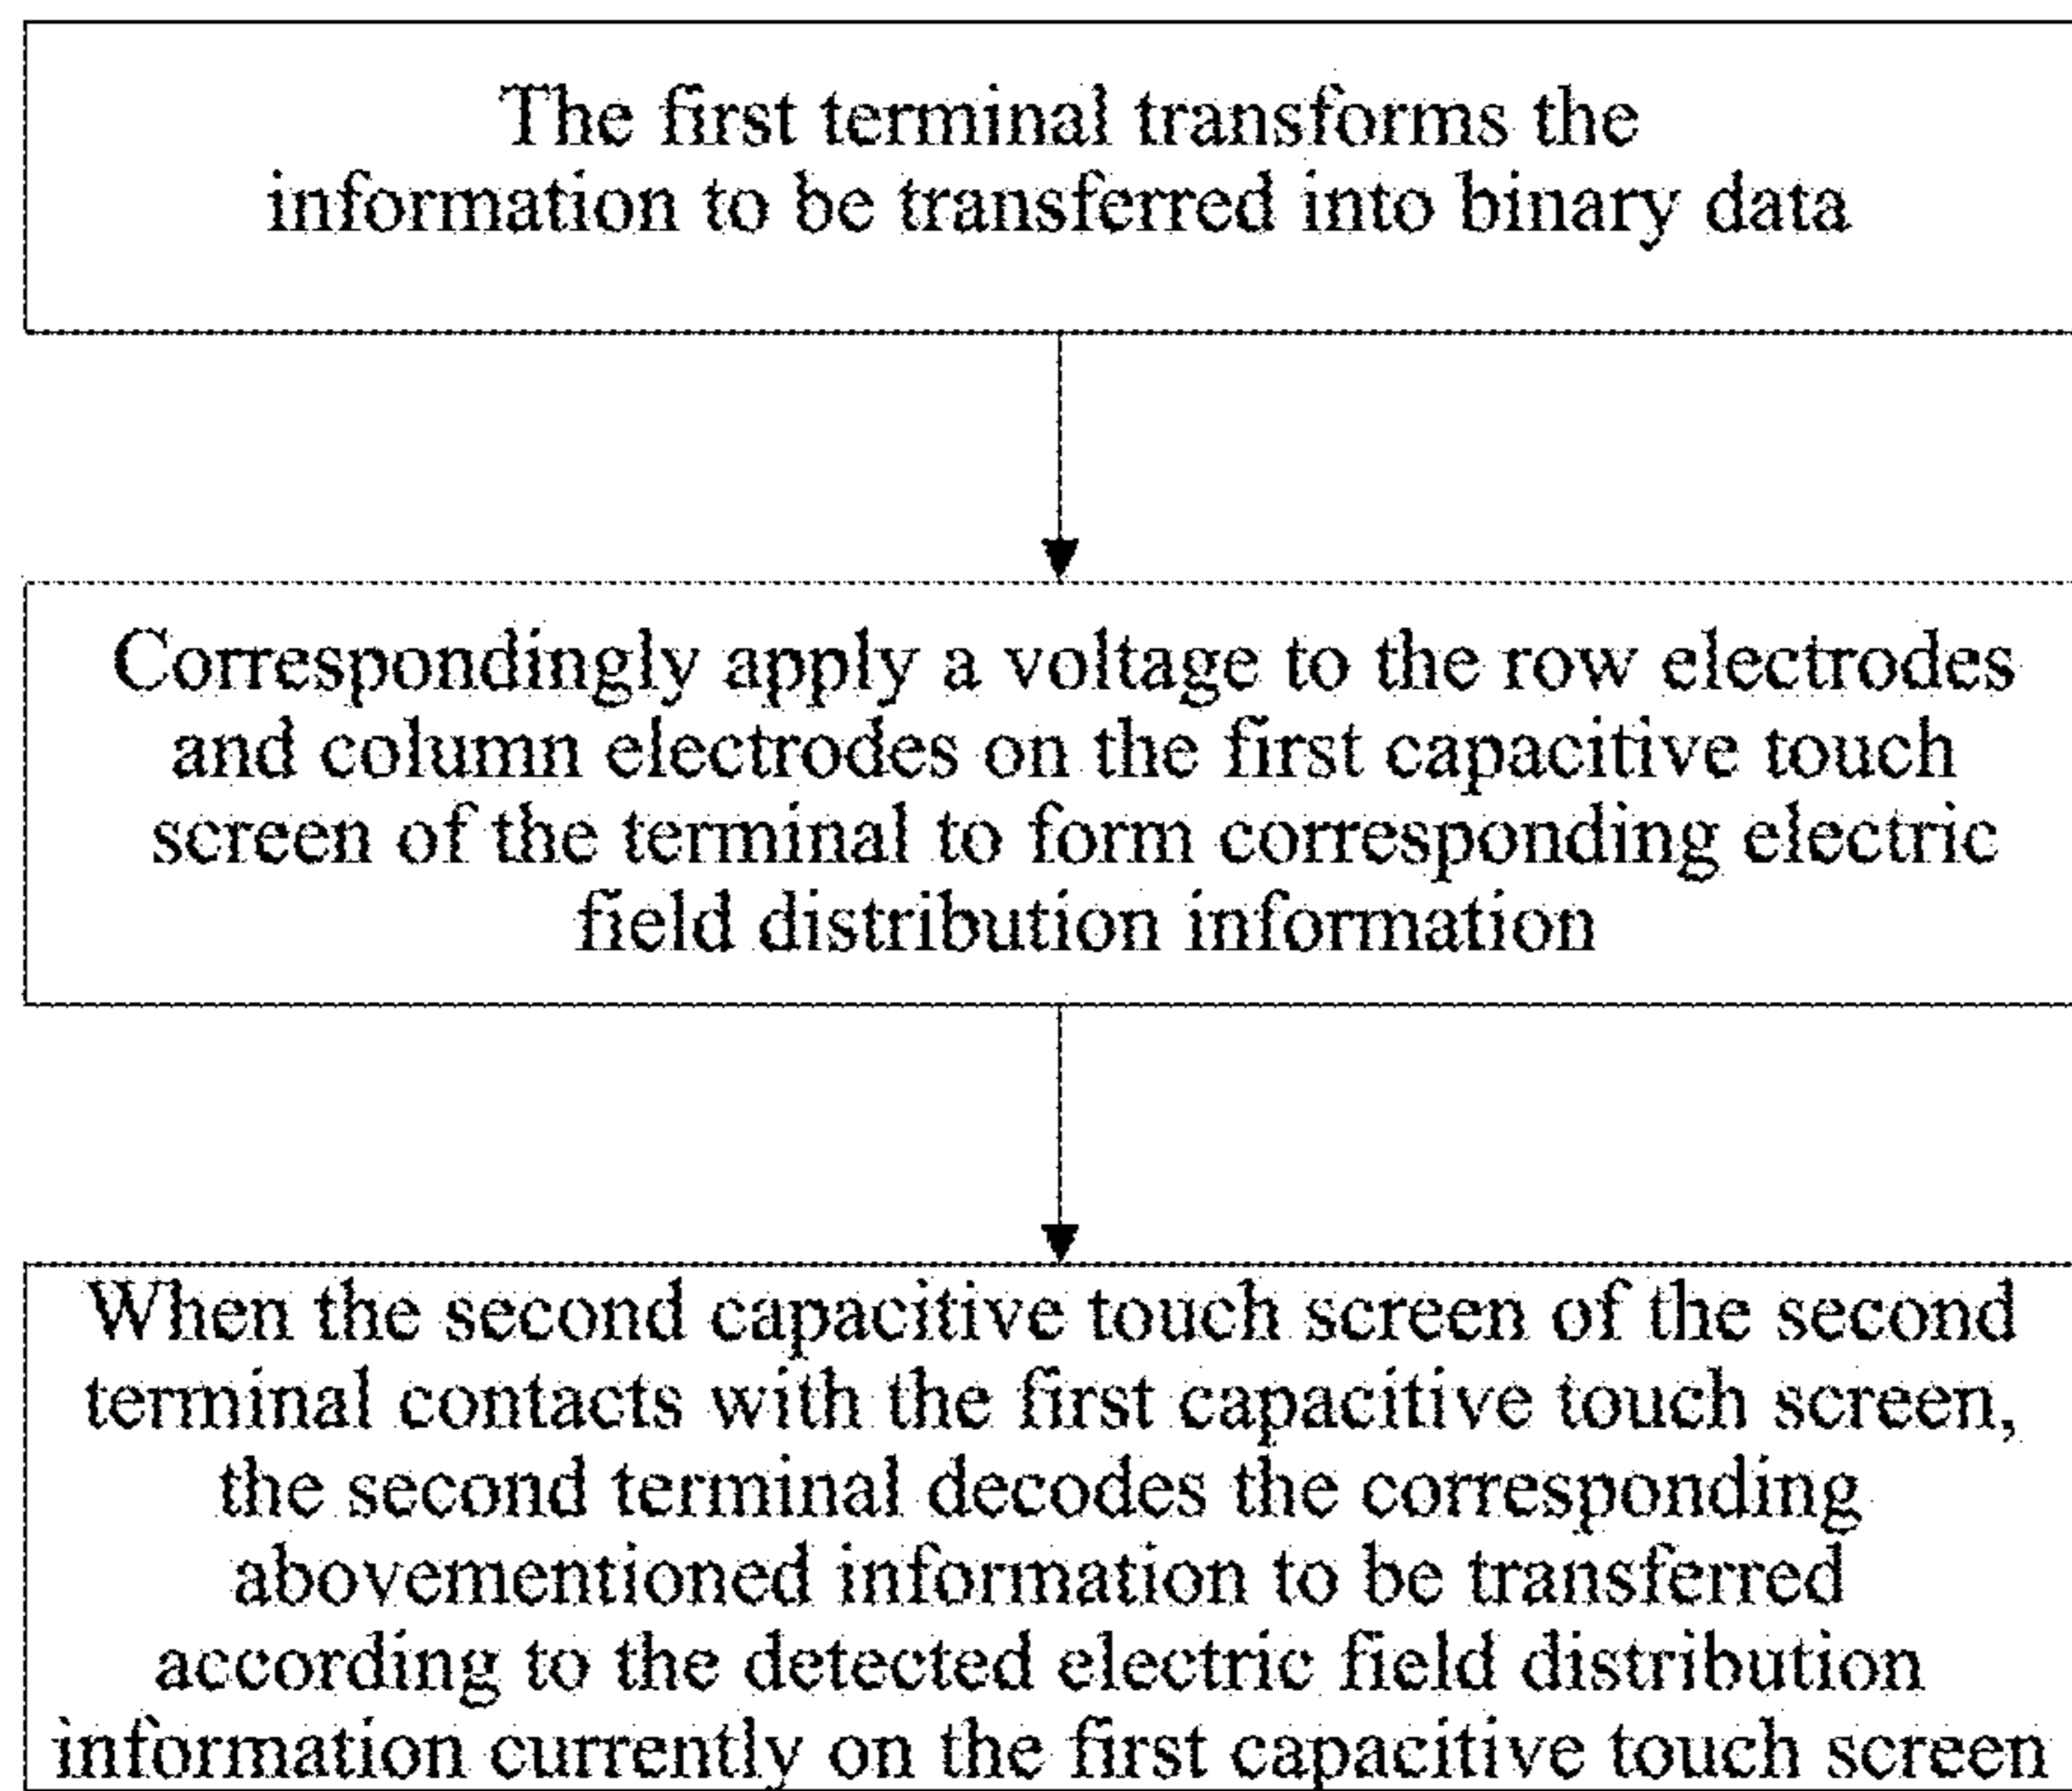 The first terminal transforms the
information to be transferred into binary data
Correspondingly apply a voltage to the row electrodes
and column electrodes on the first capacitive touch
screen of the terminal to form corresponding electric
field distribution information
When the second capacitive touch screen of the second
terminal contacts with the first capacitive touch screen,
the second terminal decodes the corresponding
abovementioned information to be transferred
according to the detected electric field distribution
information currently on the first capacitive touch screen